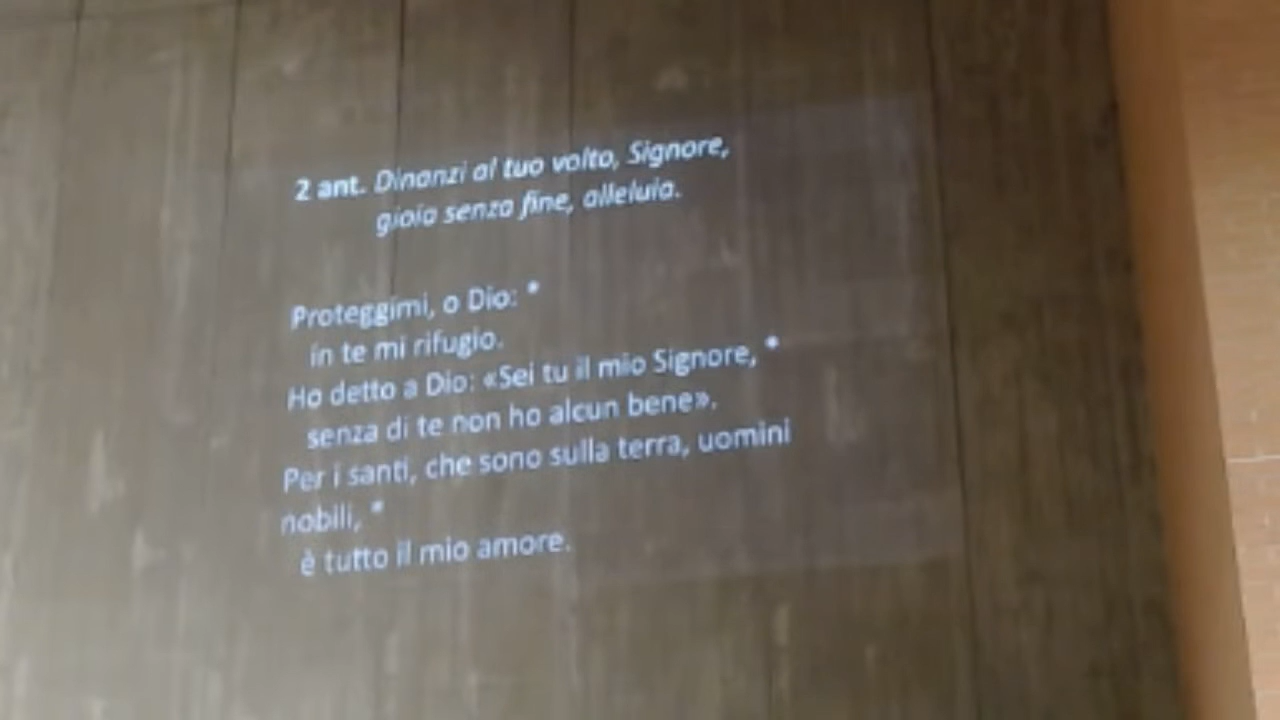 2 ant. Dinanzi al tuo volto, Signore,
gioia senza fine, alleluia.
Proteggimi, o Dio: *
in te mi rifugio.
Ho detto a Dio: «Sei tu il mio Signore, *
senza di te non ho alcun bene».
Per i santi, che sono sulla terra, uomini
nobili, *
è tutto il mio amore.